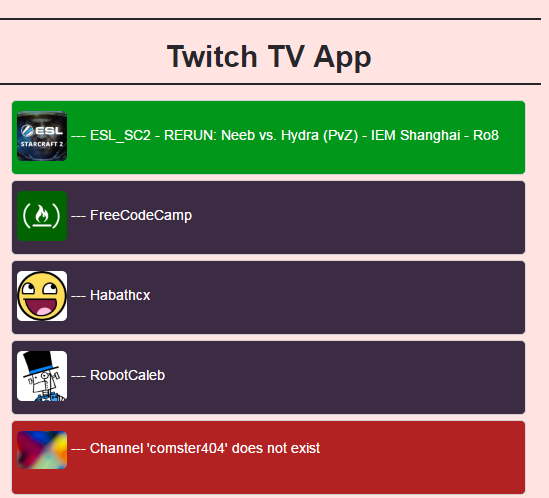 Twitch TV App
ESL
STARCRAFT 2
--- ESL_SC2 - RERUN: Neeb vs. Hydra (PvZ) - IEM Shanghai - Ro8
--- FreeCodeCamp
--- Habathcx
--- RobotCaleb
--- Channel 'comster404' does not exist